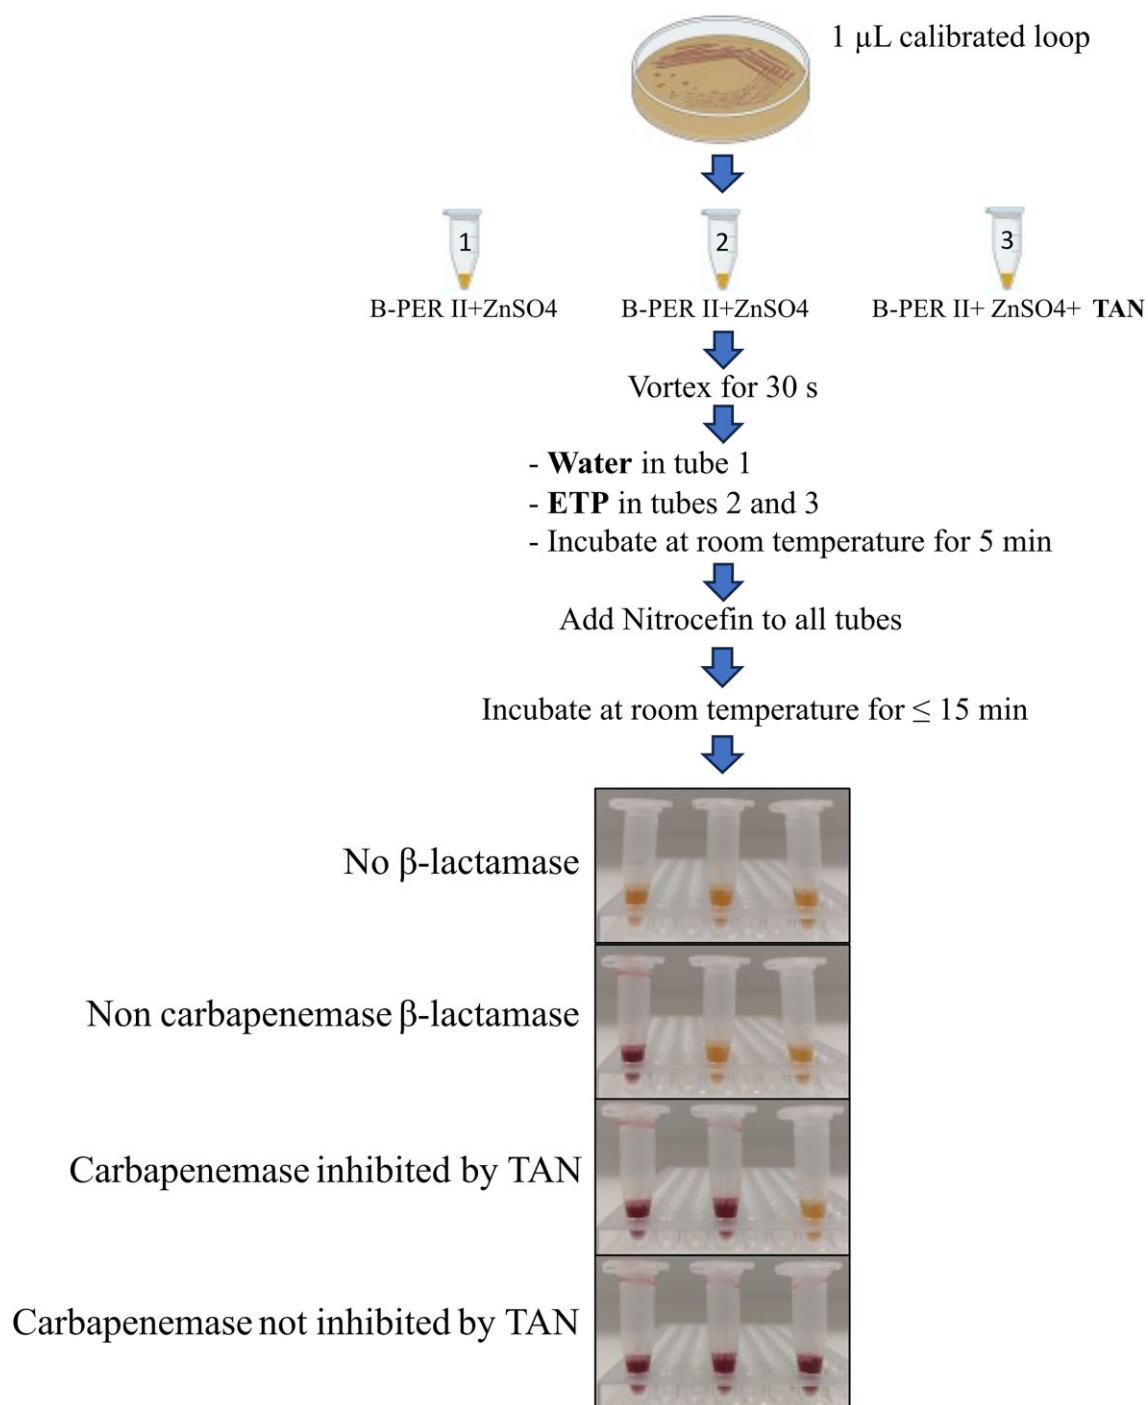 1 µL calibrated loop
1
2
3
B-PER II+ZnSO4
B-PER II+ZnSO4
B-PER II+ ZnSO4+ TAN
Vortex for 30 s
- Water in tube 1
- ETP in tubes 2 and 3
- Incubate at room temperature for 5 min
Add Nitrocefin to all tubes
Incubate at room temperature for ≤ 15 min
No β-lactamase
Non carbapenemase β-lactamase
Carbapenemase inhibited by TAN
Carbapenemase not inhibited by TAN